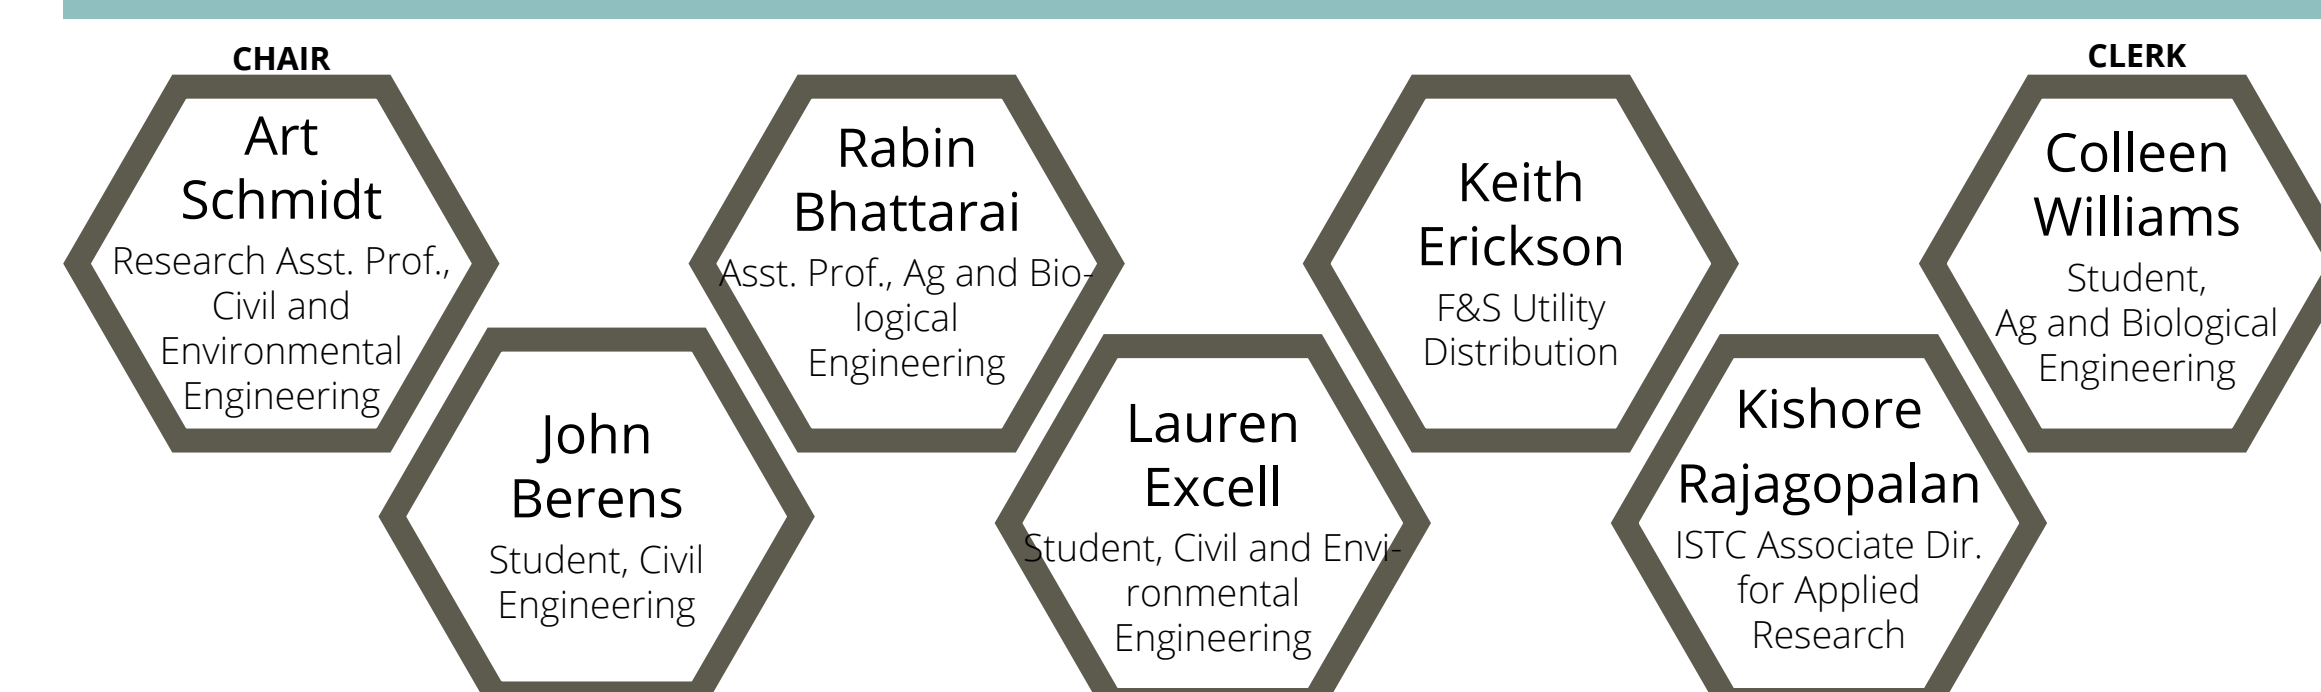 CHAIR
Art
Schmidt
Research Asst. Prof.,
Civil and
Environmental
Engineering
John
Berens
Student, Civil
Engineering
Rabin
Bhattarai
Asst. Prof., Ag and Bio-
logical
Engineering
Lauren
Excell
Student, Civil and Envi-
ronmental
Engineering
Keith
Erickson
F&S Utility
Distribution
Kishore
Rajagopalan
ISTC Associate Dir.
for Applied
Research
CLERK
Colleen
Williams
Student,
Ag and Biological
Engineering